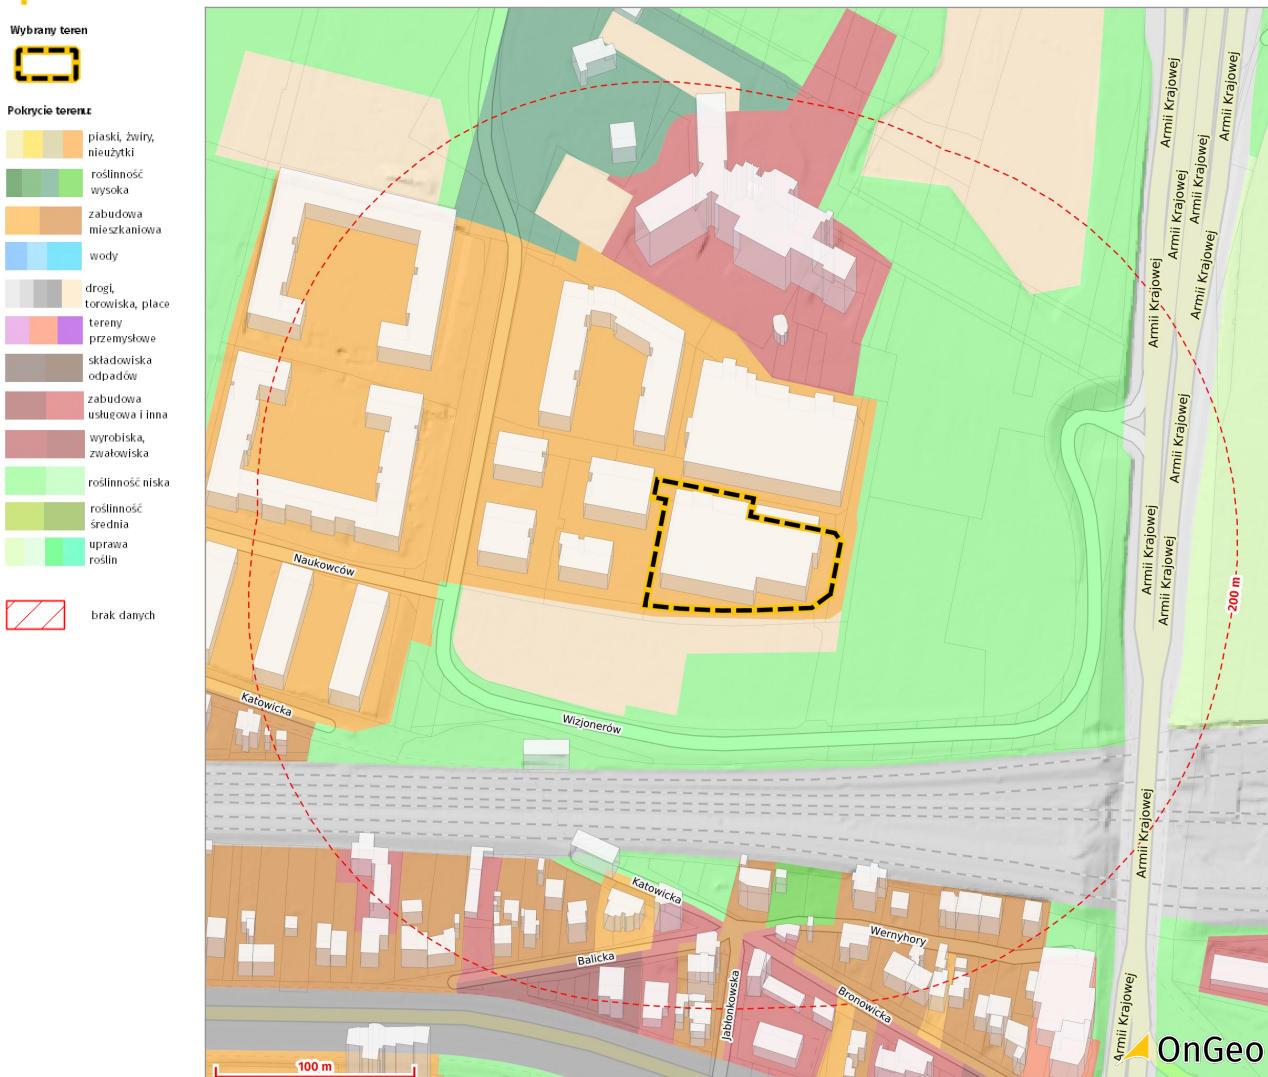 Wybrany teren
Pokrycie terenu:
piaski, żwiry,
nieużytki
roślinność
wysoka
zabudowa
mieszkaniowa
wody
drogi,
torowiska, place
tereny
przemysłowe
składowiska
odpadów
zabudowa
usługowa i inna
wyrobiska,
zwałowiska
roślinność niska
roślinność
średnia
uprawa
roślin
brak danych
Armii Krajowej
Armii Krajowej
Armii Krajowej
Armii Krajowej
Armii Krajowej
Armii Krajowej
Armii Krajowej
Armii Krajowej
Armii Krajowej
Naukowców
200 m
Katowicka
Wizjonerów
Armii Krajowej
Katowicka
Wernyhory
Balicka
Jabłonkowska
Bronowicka
Armii Krajowej
OnGeo
100 m